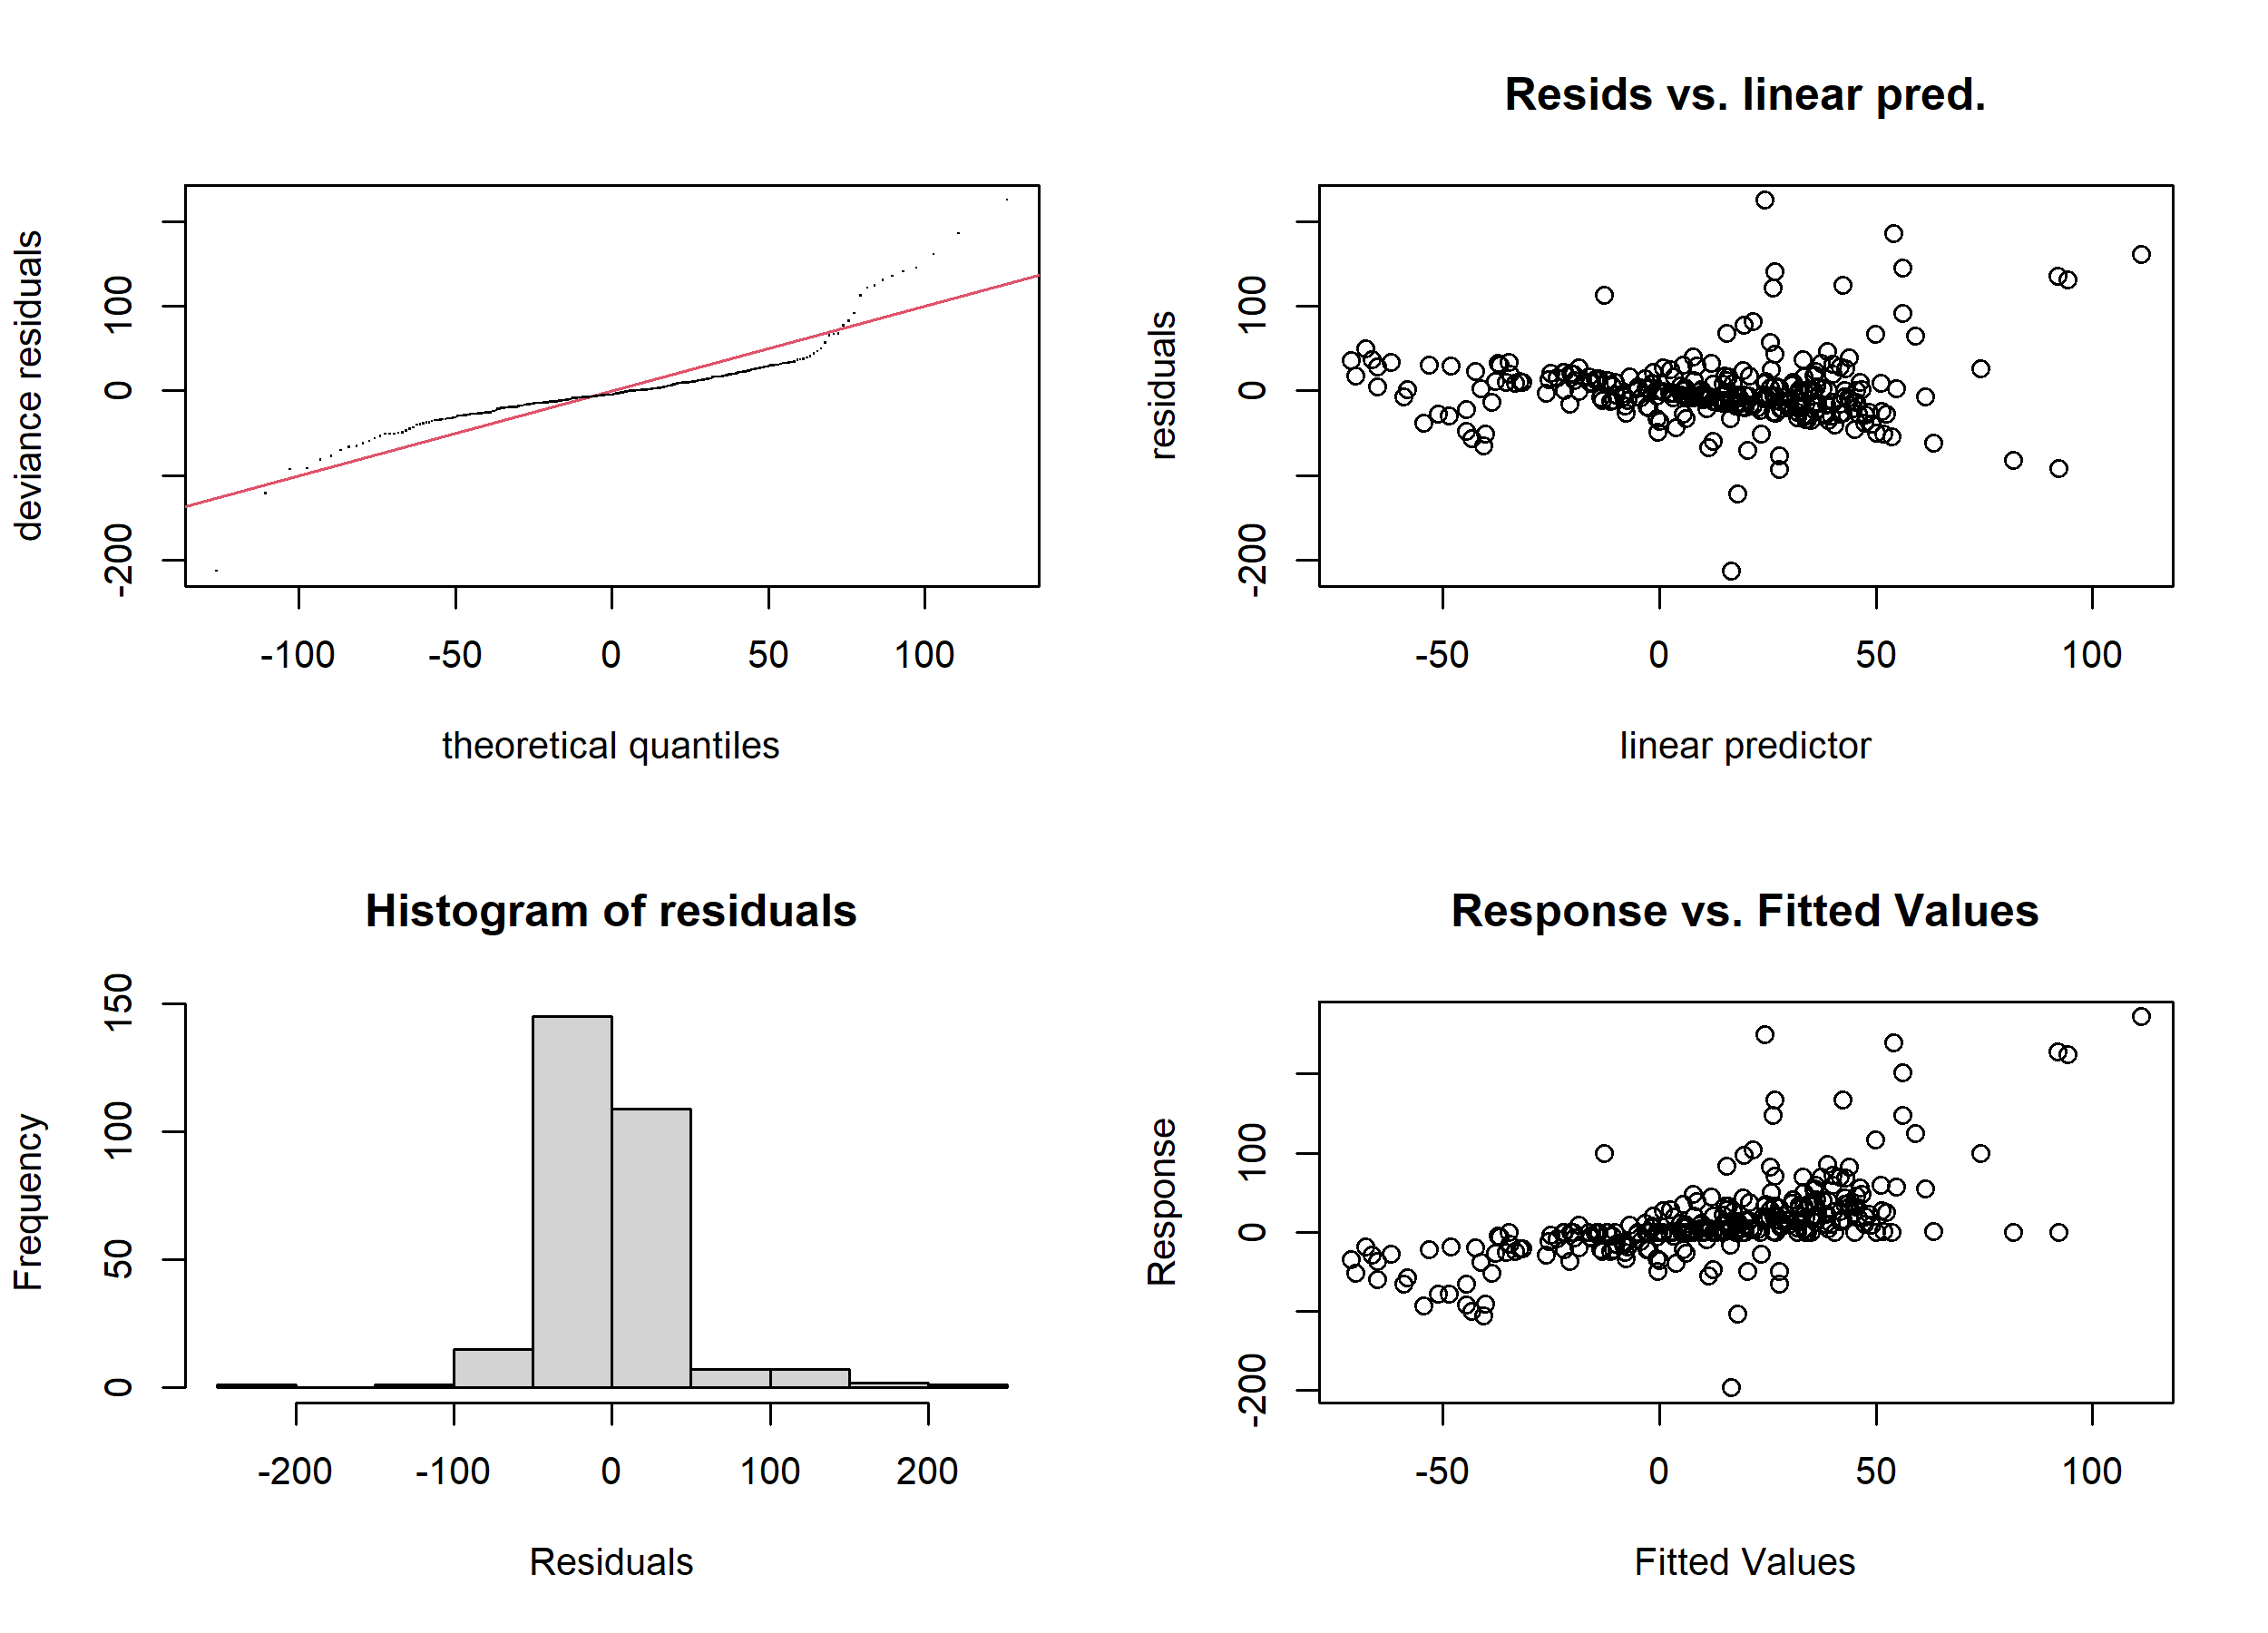 deviance residuals
-200 0 100
-100 -50 0 50 100
theoretical quantiles
Resids vs. linear pred.
residuals
-200 0 100
-50 0 50 100
linear predictor
Histogram of residuals
Frequency
0 50 100 150
-200 -100 0 100 200
Residuals
Response vs. Fitted Values
Response
-200 0 100
-50 0 50 100
Fitted Values